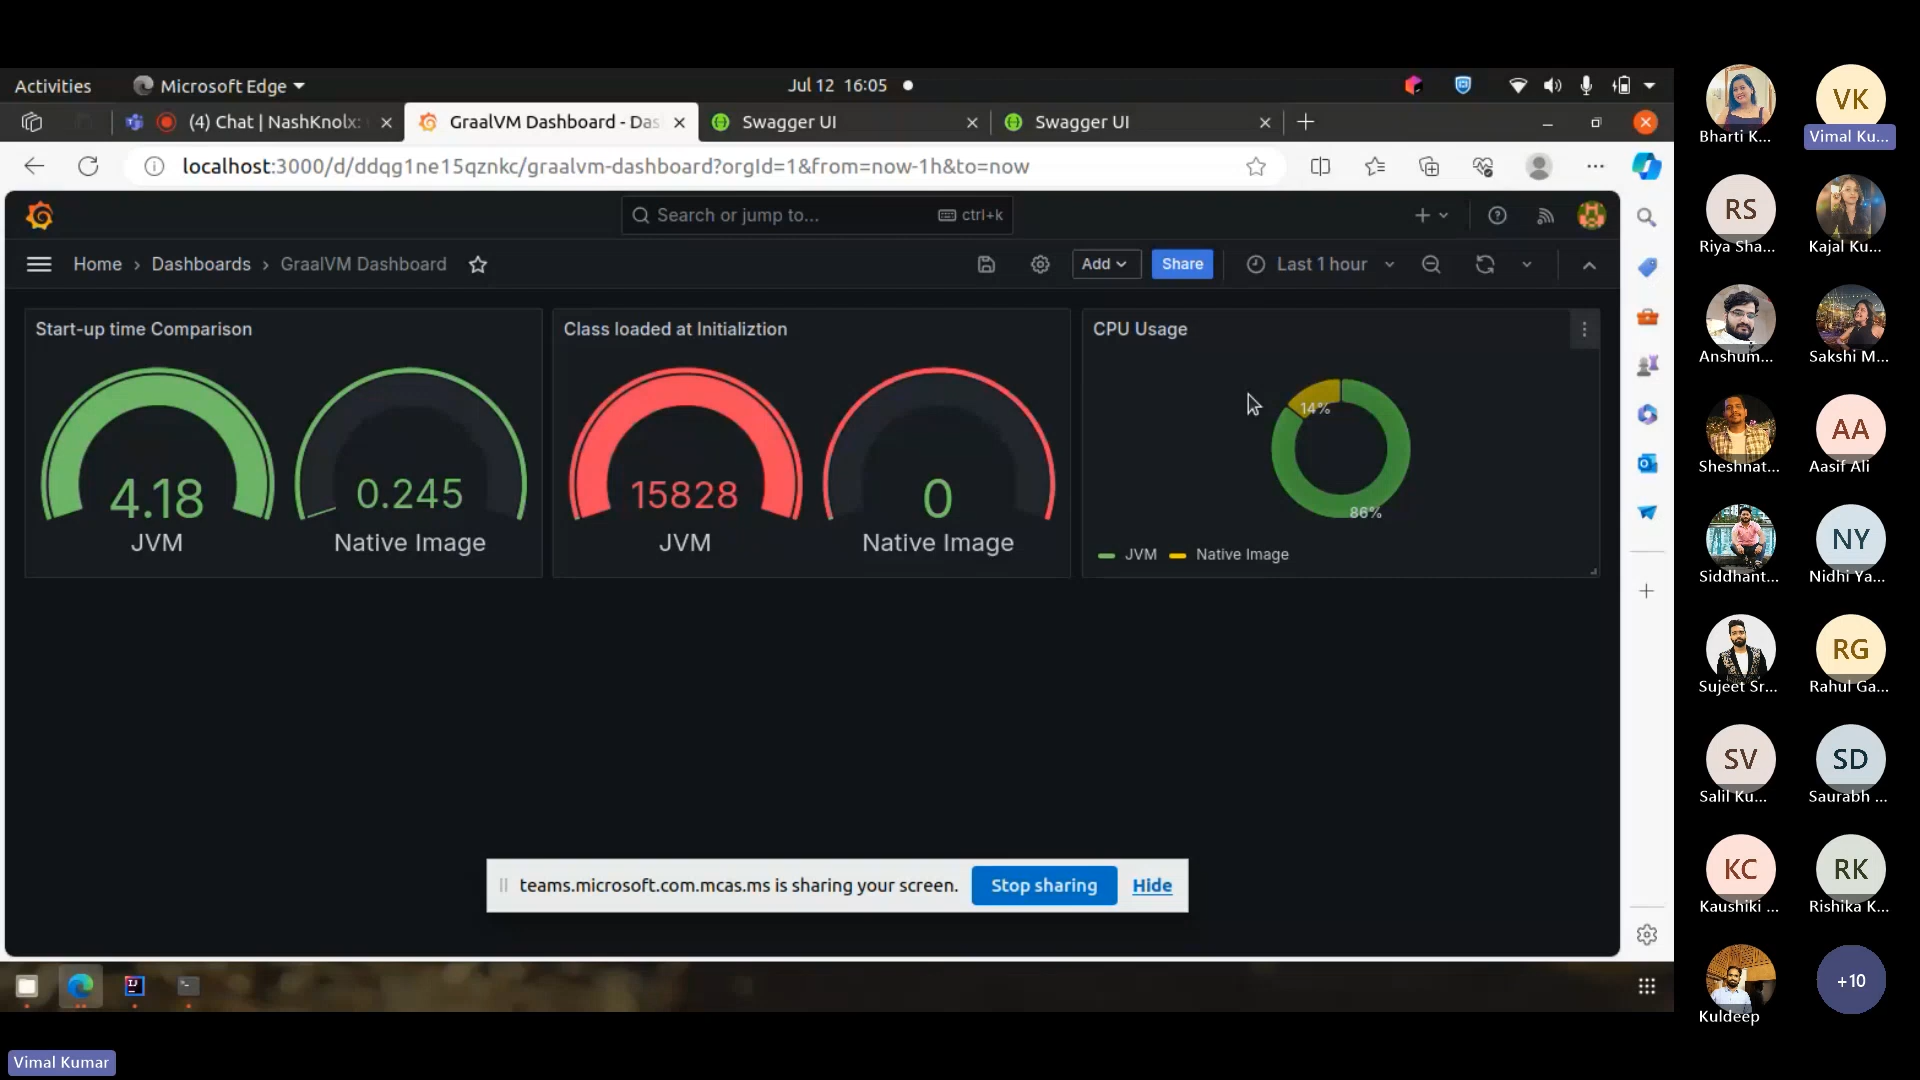 Activities
Microsoft Edge
Jul 12 16:05
(4) Chat | NashKnolx:
GraalVM Dashboard - Das
Swagger UI
Swagger UI
localhost:3000/d/ddqg1ne15qznkc/graalvm-dashboard?orgId=1&from=now-1h&to=now
Search or jump to...
ctrl+k
Home › Dashboards › GraalVM Dashboard
Add
Share
Last 1 hour
Start-up time Comparison
4.18
JVM
0.245
Native Image
Class loaded at Initializtion
15828
JVM
0
Native Image
CPU Usage
14%
86%
JVM
Native Image
teams.microsoft.com.mcas.ms is sharing your screen.
Stop sharing
Hide
Bharti K...
VK
Vimal Ku...
RS
Riya Sha...
Kajal Ku...
Anshum...
Sakshi M...
Sheshnat...
AA
Aasif Ali
Siddhant...
NY
Nidhi Ya...
Sujeet Sr...
RG
Rahul Ga...
SV
Salil Ku...
SD
Saurabh ...
KC
Kaushiki ...
RK
Rishika K...
Kuldeep
+10
Vimal Kumar